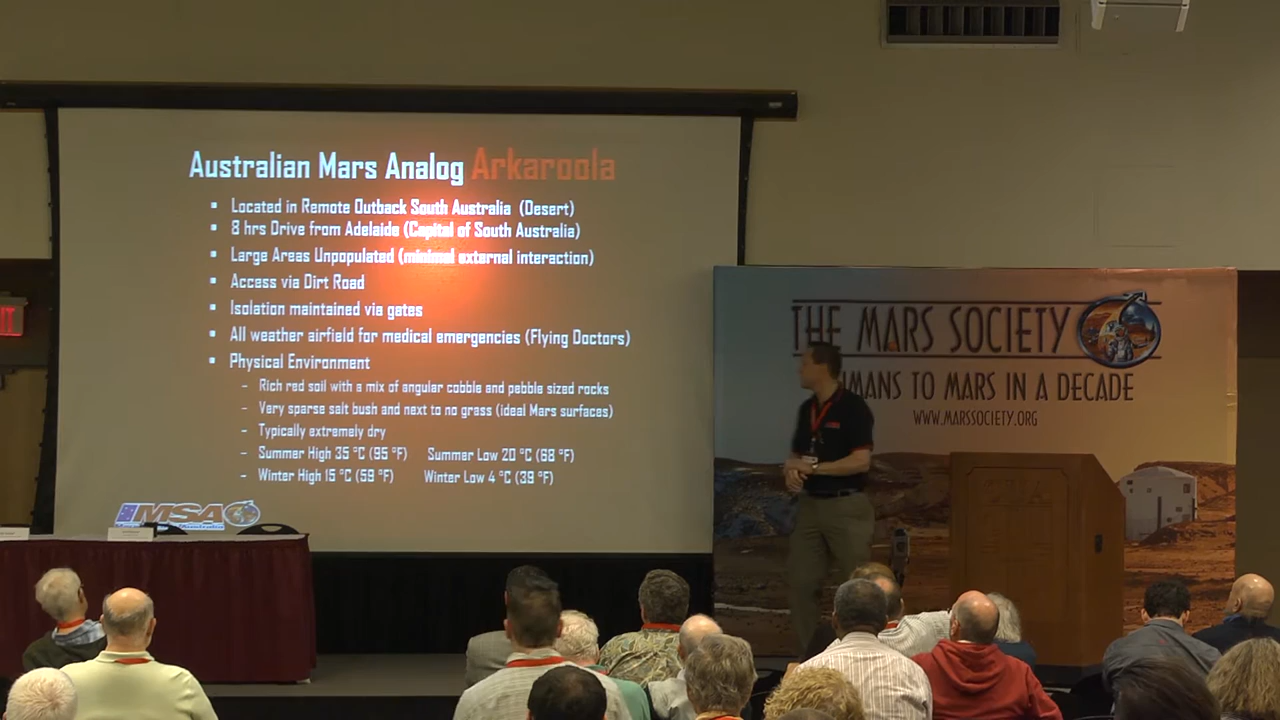 Australian Mars Analog Arkaroola
▪ Located in Remote Outback South Australia (Desert)
▪ 8 hrs Drive from Adelaide (Capital of South Australia)
▪ Large Areas Unpopulated (minimal external interaction)
▪ Access via Dirt Road
▪ Isolation maintained via gates
▪ All weather airfield for medical emergencies (Flying Doctors)
▪ Physical Environment
– Rich red soil with a mix of angular cobble and pebble sized rocks
– Very sparse salt bush and next to no grass (ideal Mars surfaces)
– Typically extremely dry
– Summer High 35 °C (95 °F) Summer Low 20 °C (68 °F)
– Winter High 15 °C (59 °F) Winter Low 4 °C (39 °F)
MSA
THE MARS SOCIETY
MANS TO MARS IN A DECADE
WWW.MARSSOCIETY.ORG
IT